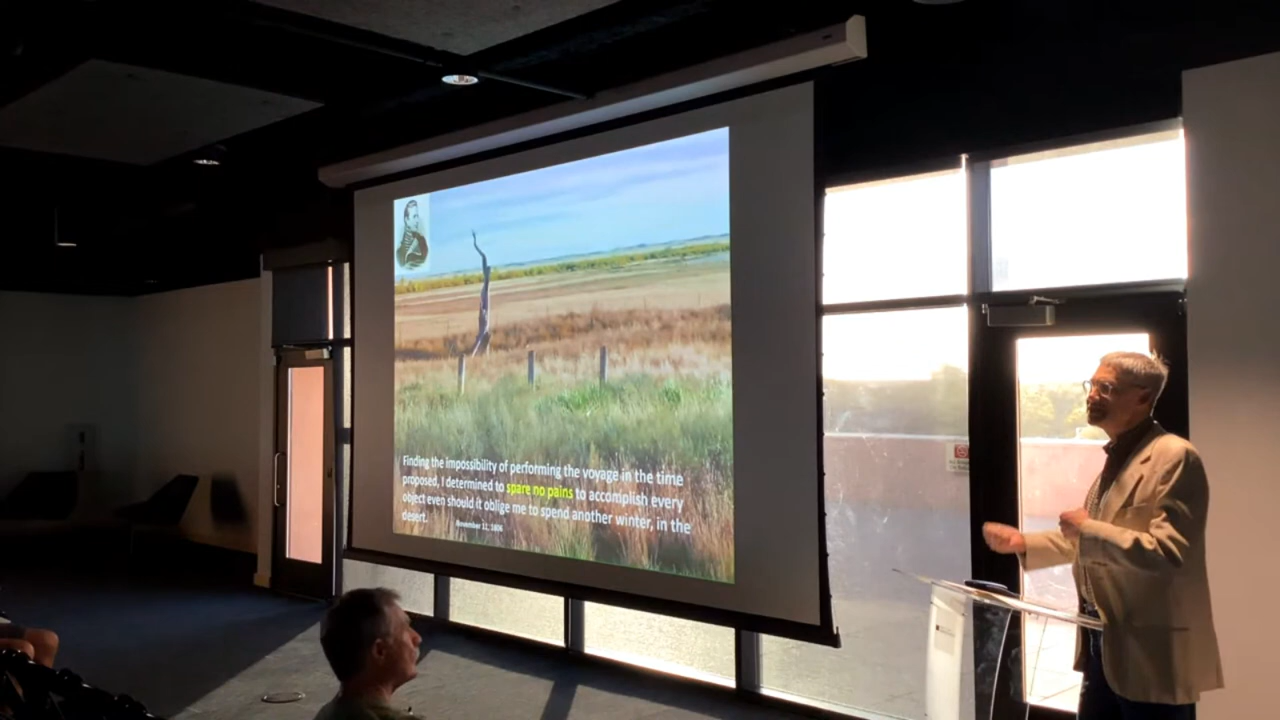 Finding the impossibility of performing the voyage in the time
proposed, I determined to spare no pains to accomplish every
object even should it oblige me to spend another winter, in the
desert. November 11, 1806